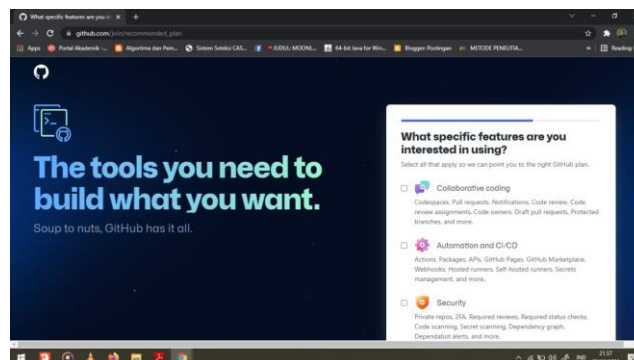 What specific features are you in
github.com/join/recommended_plan
Apps
Portal Akademik -...
Algoritma dan Pem...
Sistem Seleksi CAS...
JUDUL: MOONL...
64-bit Java for Win...
Blogger: Postingan
METODE PENELITIA...
Reading
The tools you need to
build what you want.
Soup to nuts, GitHub has it all.
What specific features are you
interested in using?
Select all that apply so we can point you to the right GitHub plan.
Collaborative coding
Codespaces, Pull requests, Notifications, Code review, Code
review assignments, Code owners, Draft pull requests, Protected
branches, and more.
Automation and CI/CD
Actions, Packages, APIs, GitHub Pages, GitHub Marketplace,
Webhooks, Hosted runners, Self-hosted runners, Secrets
management, and more.
Security
Private repos, 2FA, Required reviews, Required status checks,
Code scanning, Secret scanning, Dependency graph,
Dependabot alerts, and more.
IND
21.57